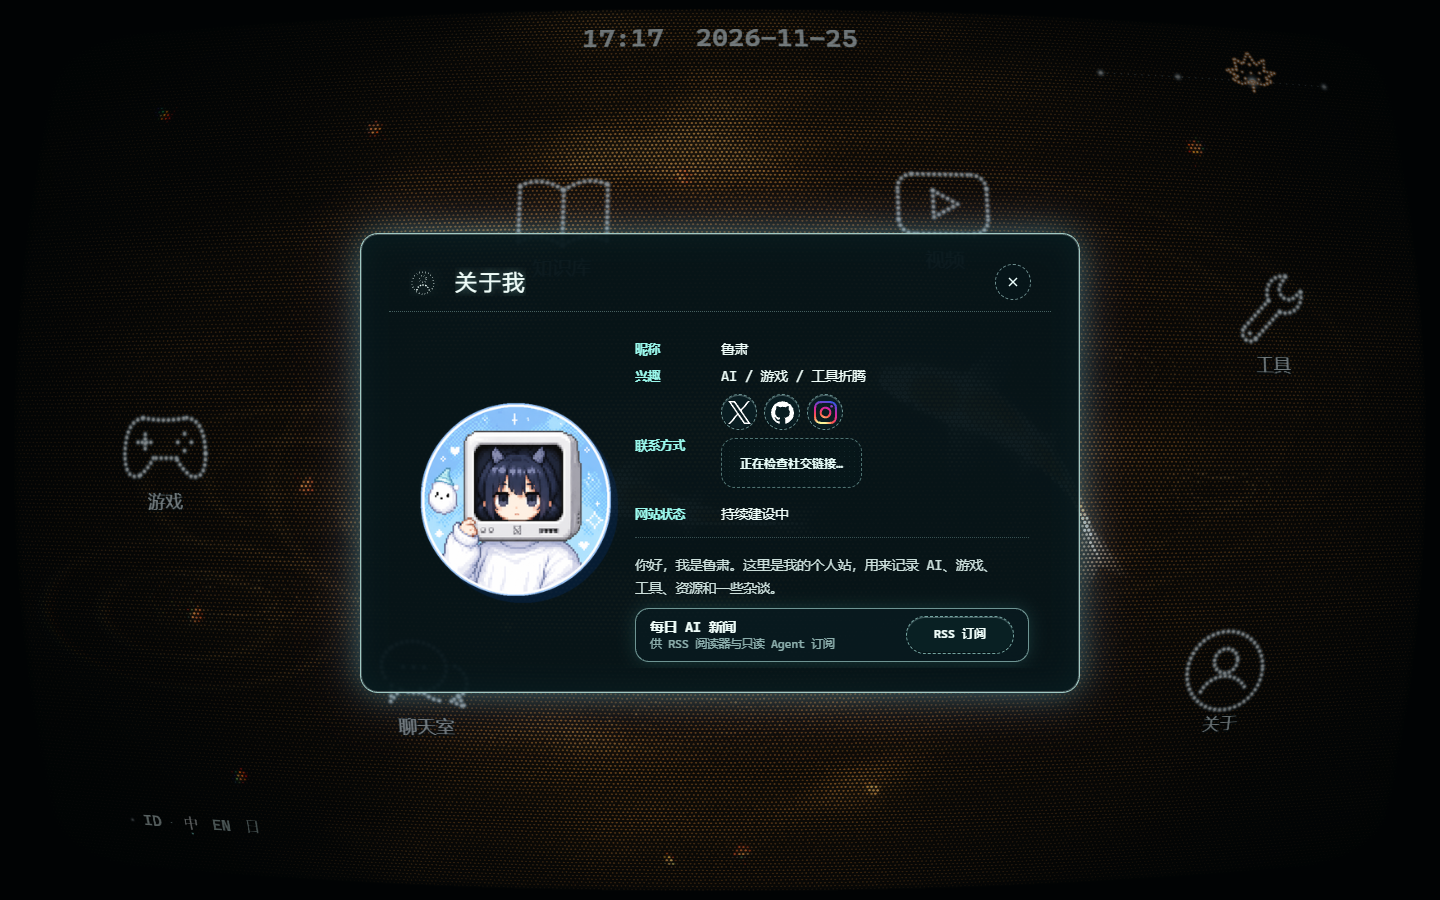 17:17 2026-11-25
关于我
昵称 鲁肃
兴趣 AI / 游戏 / 工具折腾
联系方式
正在检查社交链接…
网站状态 持续建设中
你好，我是鲁肃。这里是我的个人站，用来记录 AI、游戏、
工具、资源和一些杂谈。
每日 AI 新闻
供 RSS 阅读器与只读 Agent 订阅
RSS 订阅
工具
游戏
聊天室
关于
ID 中 EN 日